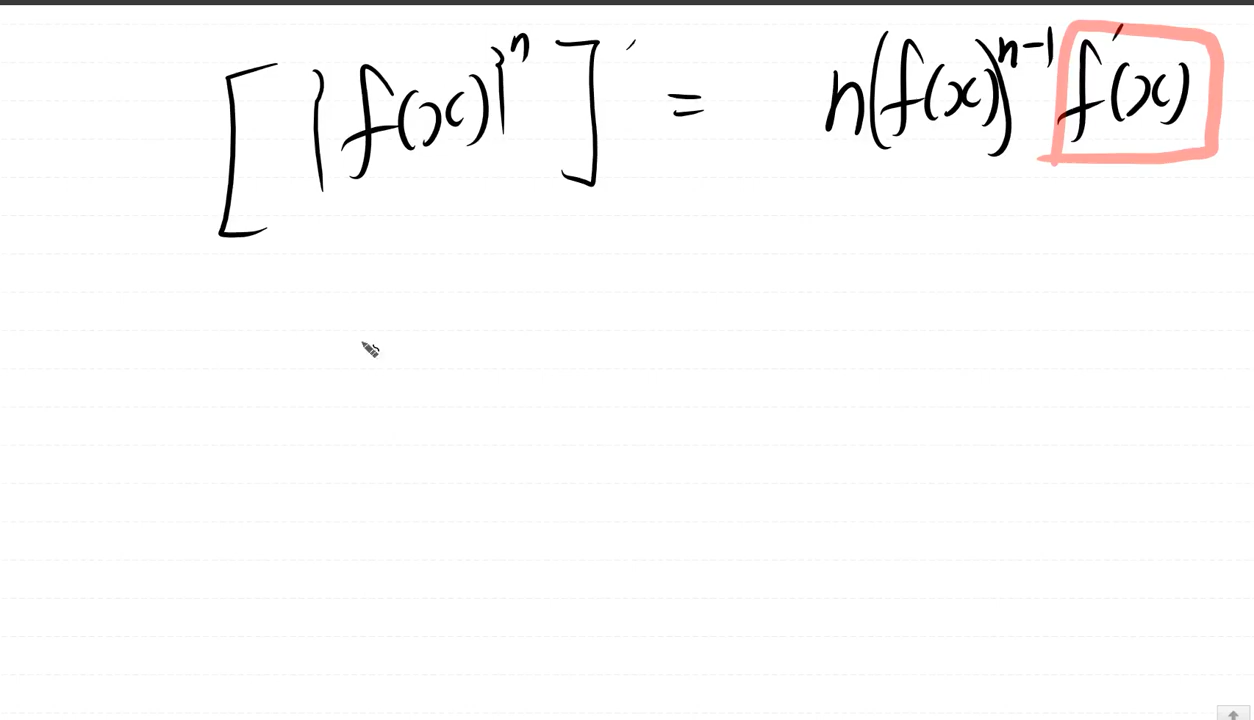 [{f(x)}ⁿ]′ = n(f(x))ⁿ⁻¹ f′(x)